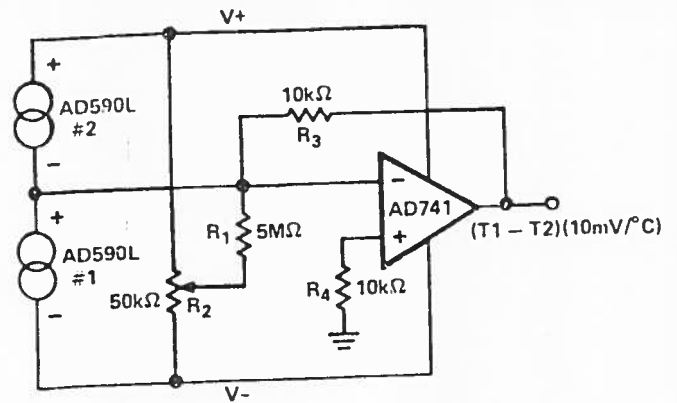 V+
+
AD590L
#2
−
10kΩ
R3
+
AD590L
#1
−
R1
5MΩ
50kΩ
R2
−
AD741
+
R4
10kΩ
(T1 − T2)(10mV/°C)
V−